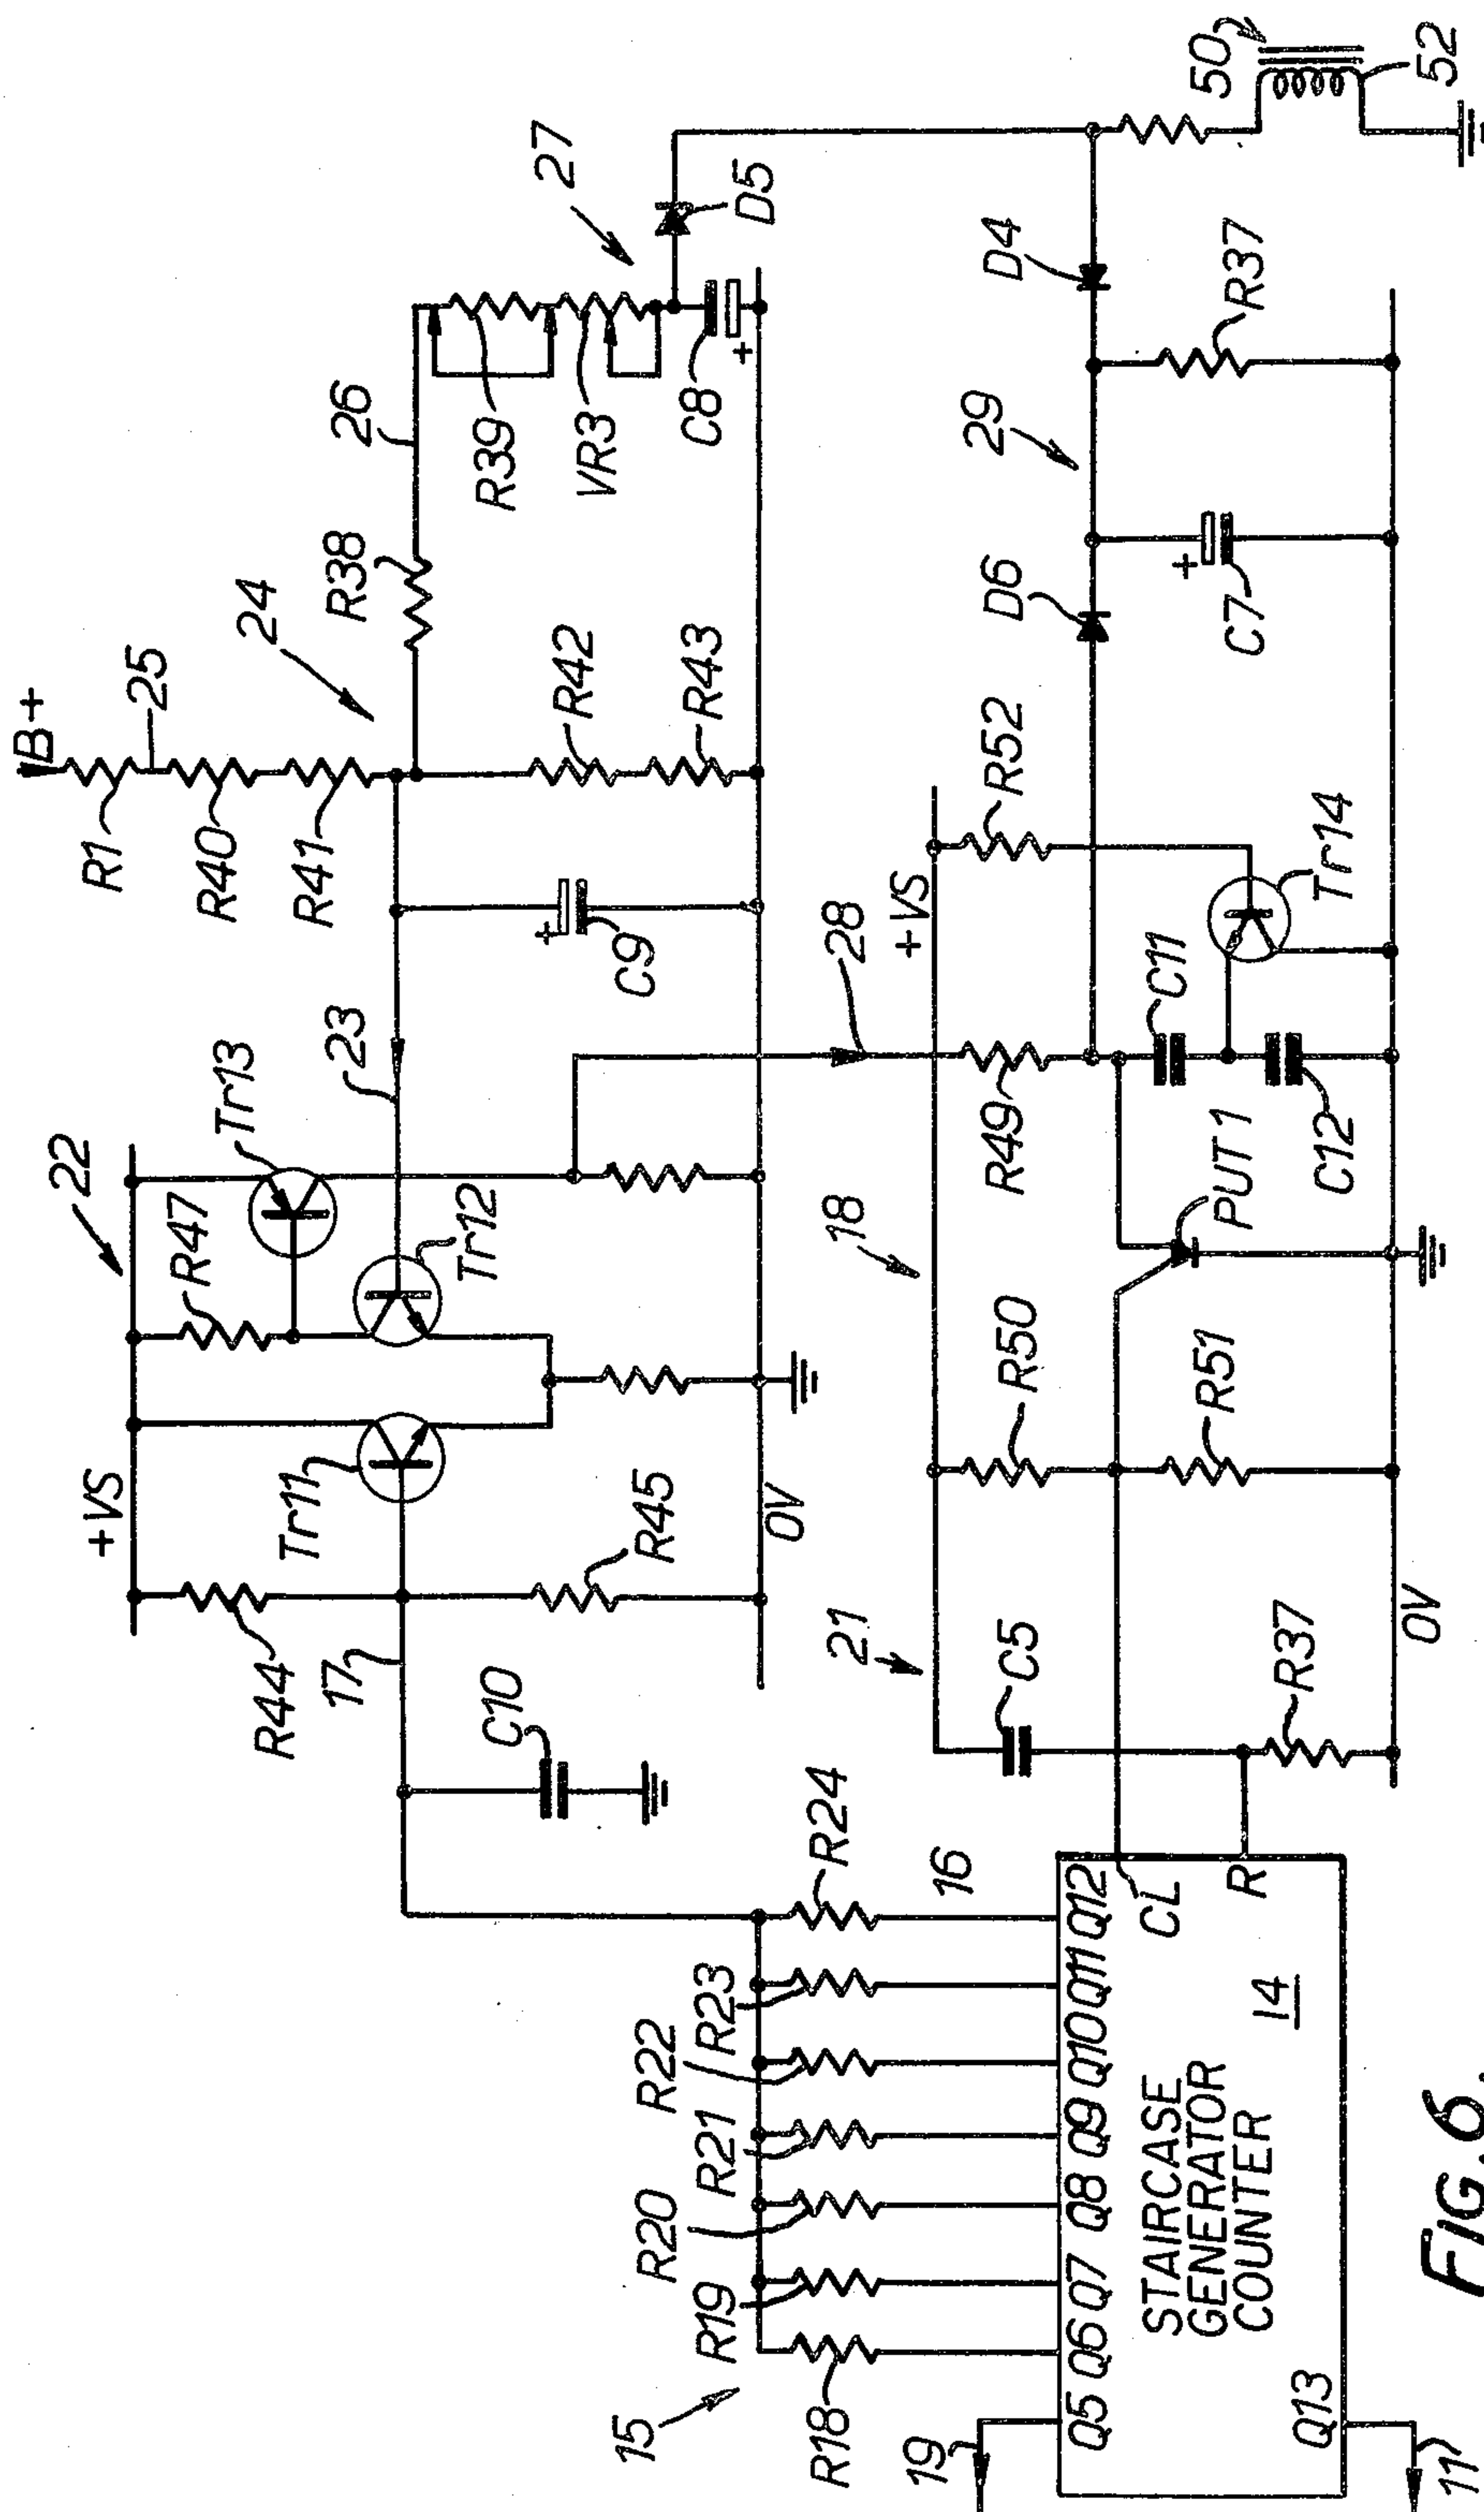 B+
R1
25
R40
R41
24
R38
26
R39
VR3
27
D5
C8
+
R42
R43
C9
+
23
22
+VS
R47
Tr13
Tr12
Tr11
R44
R45
0V
17
C10
28
+VS
R52
R49
C11
C12
Tr14
PUT 1
18
R50
R51
21
C5
R37
0V
D6
D4
29
C7
+
R37
50
52
15
R18
R19
R20
R21
R22
R23
R24
16
19
Q5 Q6 Q7 Q8 Q9 Q10 Q11 Q12
CL
R
STAIRCASE
GENERATOR
COUNTER
14
Q13
11
FIG.6.